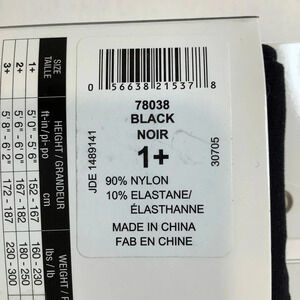 0 56638 21537 8
78038
BLACK
NOIR
1+
90% NYLON
10% ELASTANE/
ÉLASTHANNE
MADE IN CHINA
FAB EN CHINE
JDE 1489141
30705
SIZE
TAILLE
1+
2+
3+
HEIGHT / GRANDEUR
ft-in/pi-po
cm
5' 0" - 5' 6"
152 - 167
5' 6" - 6' 0"
167 - 182
5' 8" - 6' 2"
172 - 187
WEIGHT /
lbs / lb
160 - 230
180 - 250
230 - 300